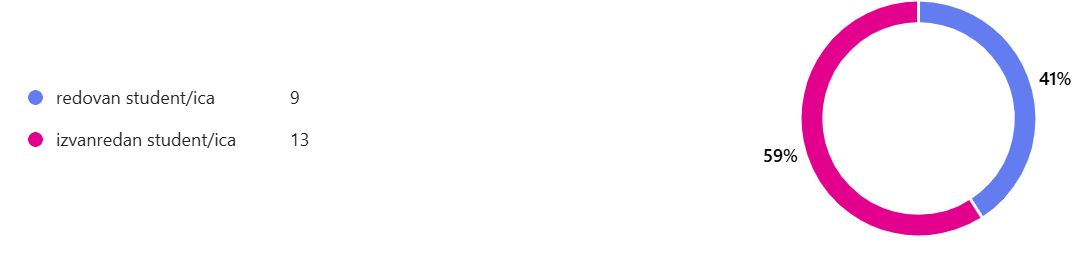 redovan student/ica 9
izvanredan student/ica 13
41%
59%